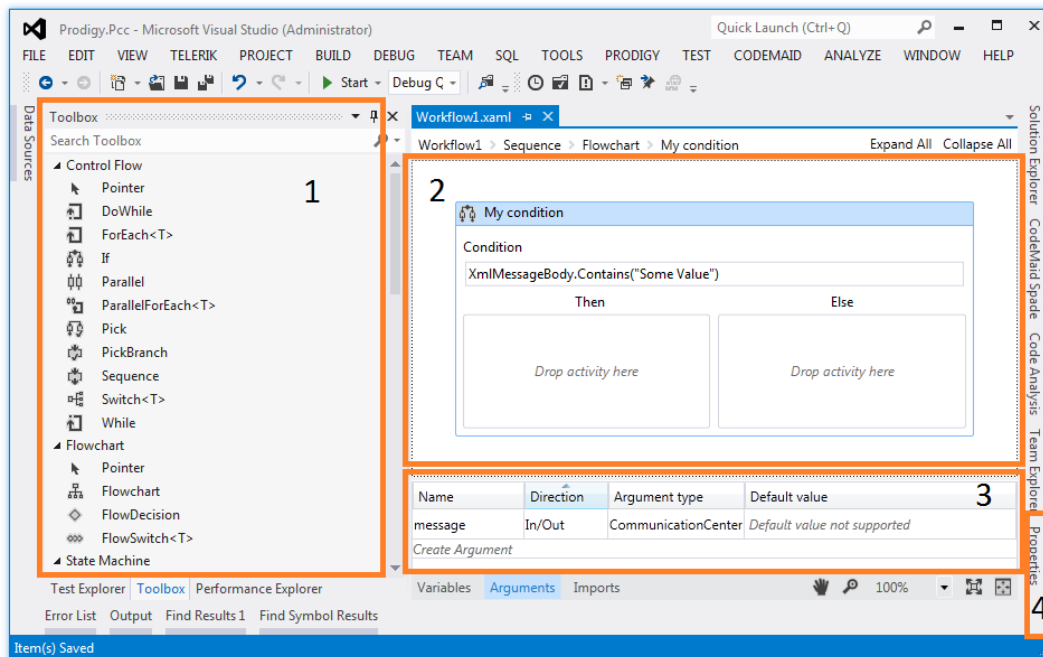 Prodigy.Pcc - Microsoft Visual Studio (Administrator)
Quick Launch (Ctrl+Q)
FILE EDIT VIEW TELERIK PROJECT BUILD DEBUG TEAM SQL TOOLS PRODIGY TEST CODEMAID ANALYZE WINDOW HELP
Start
Debug
Data Sources
Toolbox
Search Toolbox
Control Flow
Pointer
DoWhile
ForEach<T>
If
Parallel
ParallelForEach<T>
Pick
PickBranch
Sequence
Switch<T>
While
Flowchart
Pointer
Flowchart
FlowDecision
FlowSwitch<T>
State Machine
1
Test Explorer Toolbox Performance Explorer
Workflow1.xaml
Workflow1 > Sequence > Flowchart > My condition
Expand All Collapse All
2
My condition
Condition
XmlMessageBody.Contains("Some Value")
Then Else
Drop activity here Drop activity here
3
Name Direction Argument type Default value
message In/Out CommunicationCenter Default value not supported
Create Argument
Variables Arguments Imports
100%
Solution Explorer
CodeMaid Spade
Code Analysis
Team Explorer
Properties
4
Error List Output Find Results 1 Find Symbol Results
Item(s) Saved